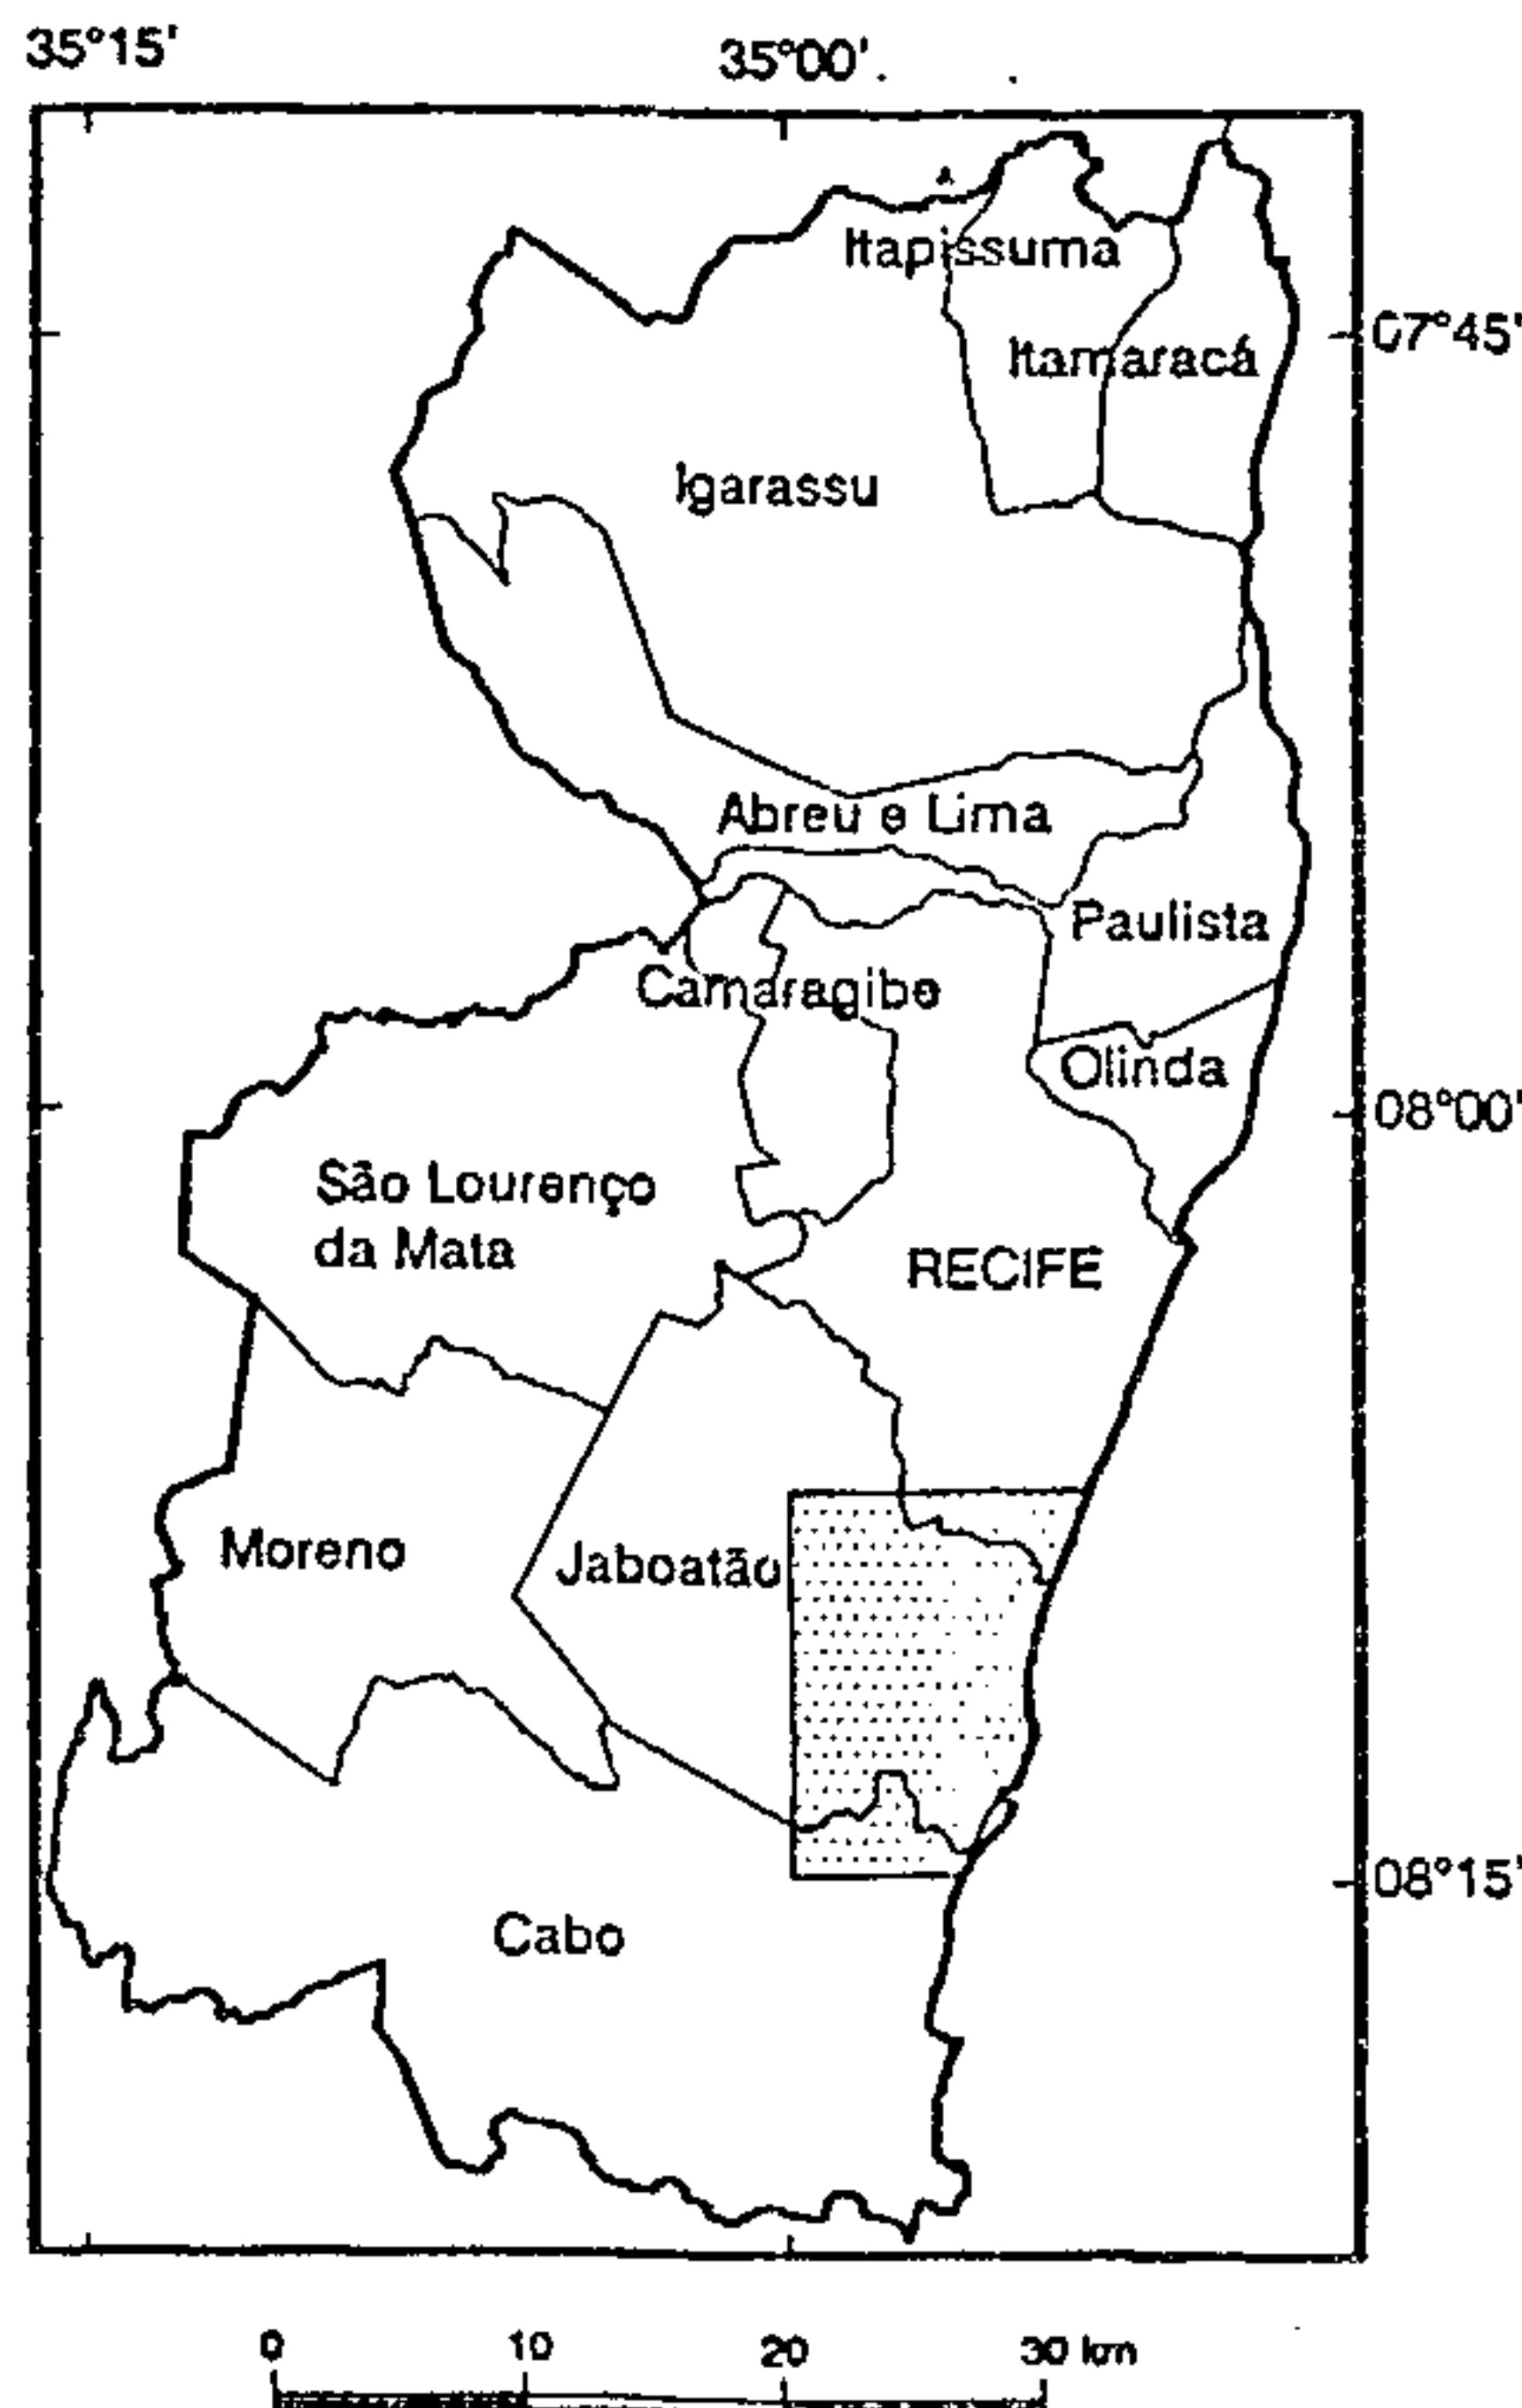 35°15'
35°00'
Itapissuma
07°45'
Itamaracá
Igarassu
Abreu e Lima
Paulista
Camaragibe
Olinda
08°00'
São Lourenço
da Mata
RECIFE
Moreno
Jaboatão
08°15'
Cabo
0 10 20 30 km